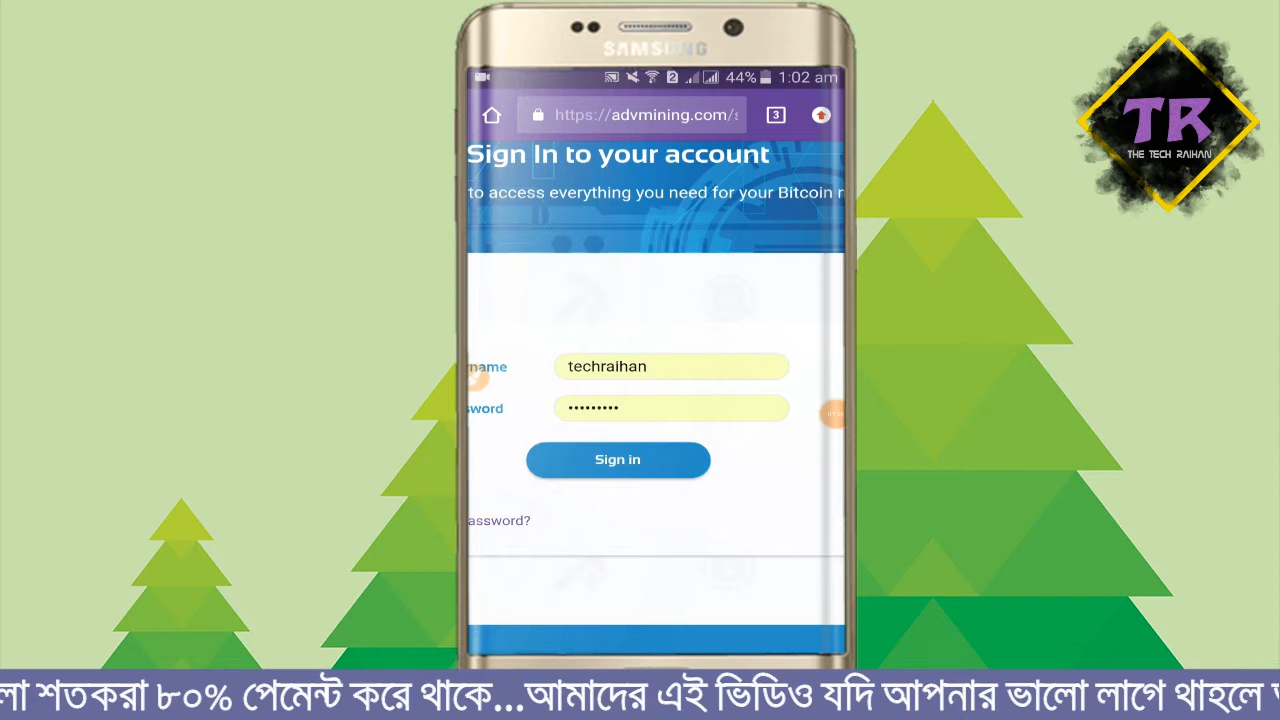 SAMSUNG
2 44% 1:02 am
https://advmining.com/s
3
Sign In to your account
to access everything you need for your Bitcoin
name techraihan
sword •••••••••
Sign in
assword?
TR
THE TECH RAIHAN
লো শতকরা ৮০% পেমেন্ট করে থাকে...আমাদের এই ভিডিও যদি আপনার ভালো লাগে থাহলে